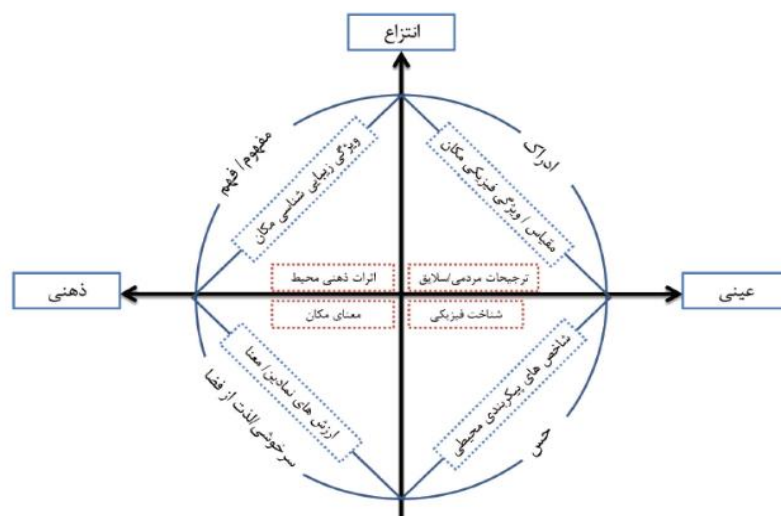 انتزاع
ادراک
مفهوم/ فهم
مقیاس / ویژگی فیزیکی مکان
ویژگی زیبایی شناسی مکان
ترجیحات مردمی/سلایق
اثرات ذهنی محیط
عینی
ذهنی
شناخت فیزیکی
معنای مکان
شاخص های پیکربندی محیطی
ارزش های نمادین/ معنا
حس
سرخوشی/لذت از فضا